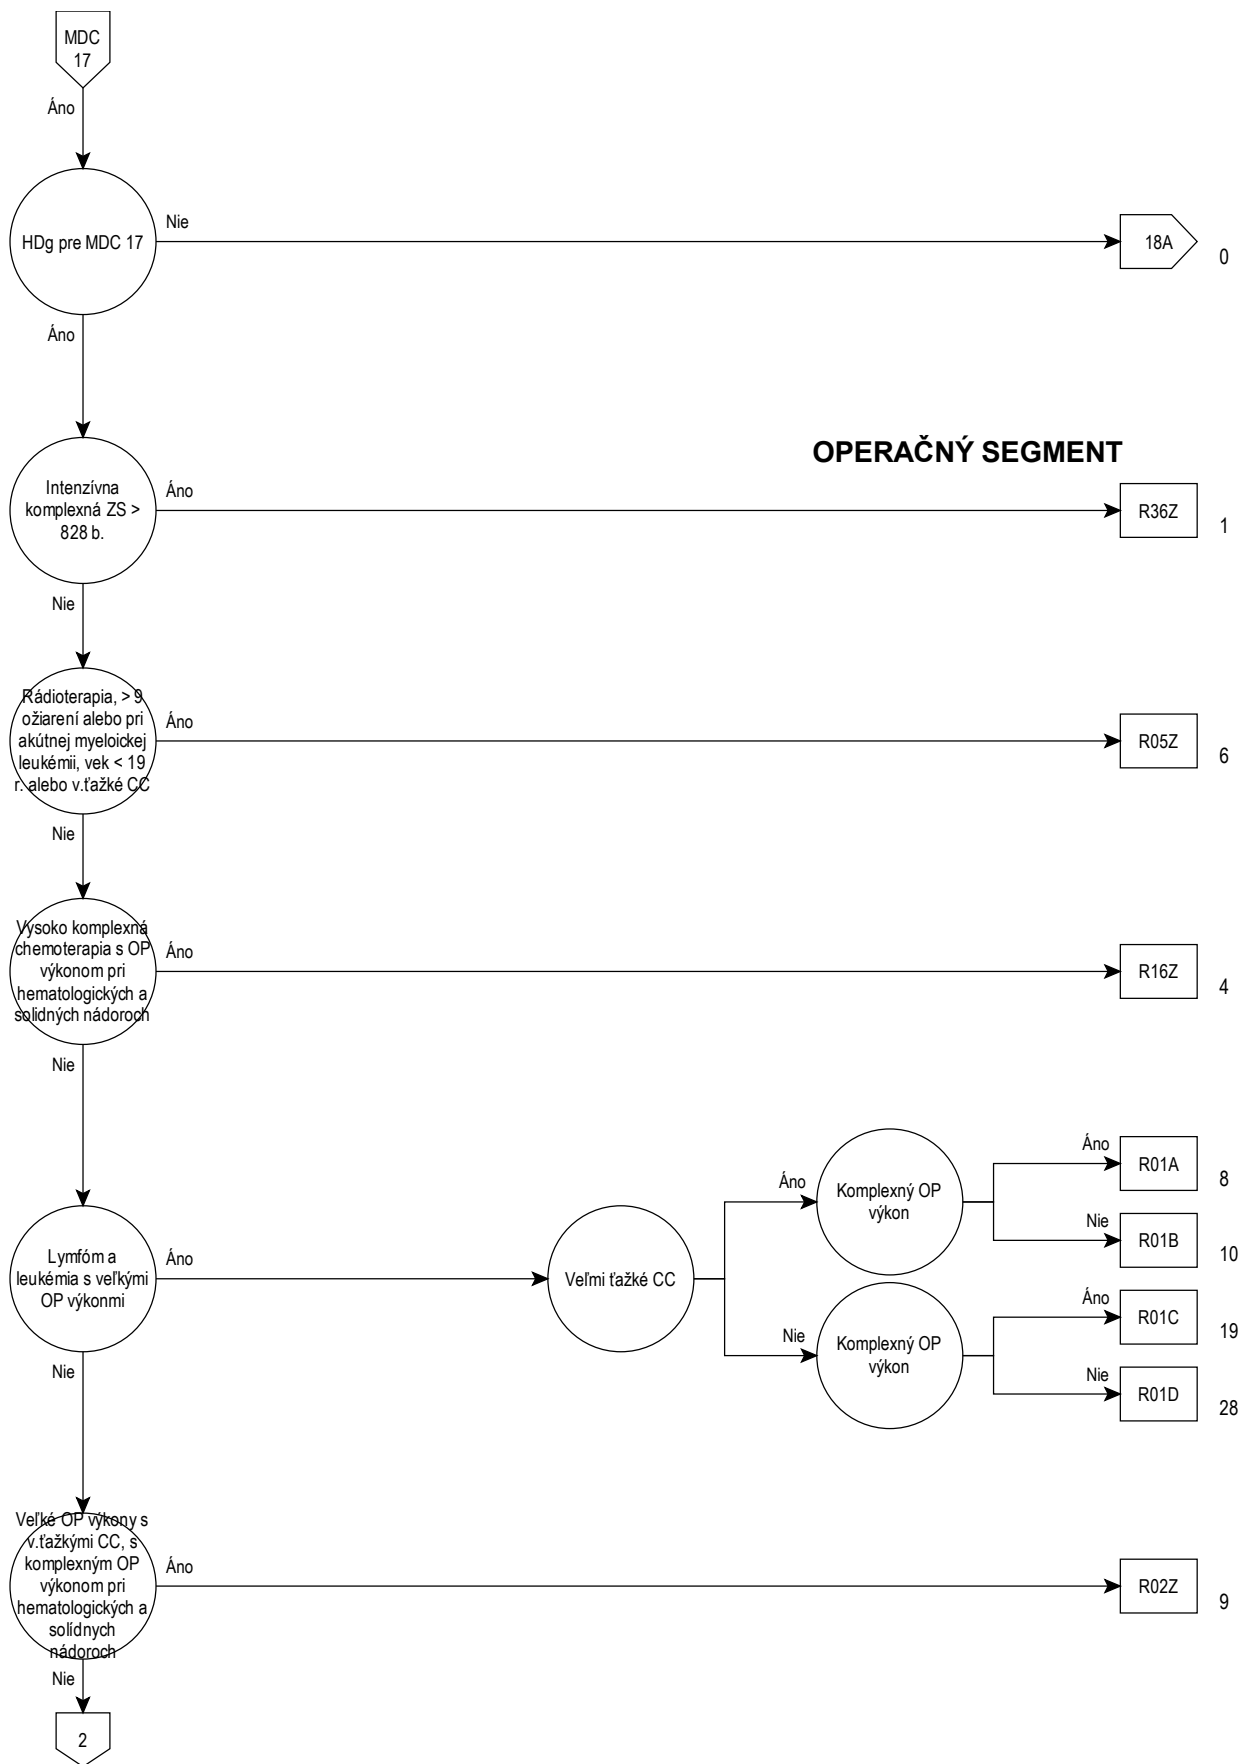 MDC
17
Áno
HDg pre MDC 17
Nie
18A
0
Áno
OPERAČNÝ SEGMENT
Intenzívna
komplexná ZS >
828 b.
Áno
R36Z
1
Nie
Rádioterapia, > 9
ožiarení alebo pri
akútnej myeloickej
leukémii, vek < 19
r. alebo v.ťažké CC
Áno
R05Z
6
Nie
Vysoko komplexná
chemoterapia s OP
výkonom pri
hematologických a
solidných nádoroch
Áno
R16Z
4
Nie
Lymfóm a
leukémia s veľkými
OP výkonmi
Áno
Veľmi ťažké CC
Áno
Komplexný OP
výkon
Áno
R01A
8
Nie
R01B
10
Nie
Komplexný OP
výkon
Áno
R01C
19
Nie
R01D
28
Nie
Veľké OP výkony s
v.ťažkými CC, s
komplexným OP
výkonom pri
hematologických a
solídnych
nádoroch
Áno
R02Z
9
Nie
2